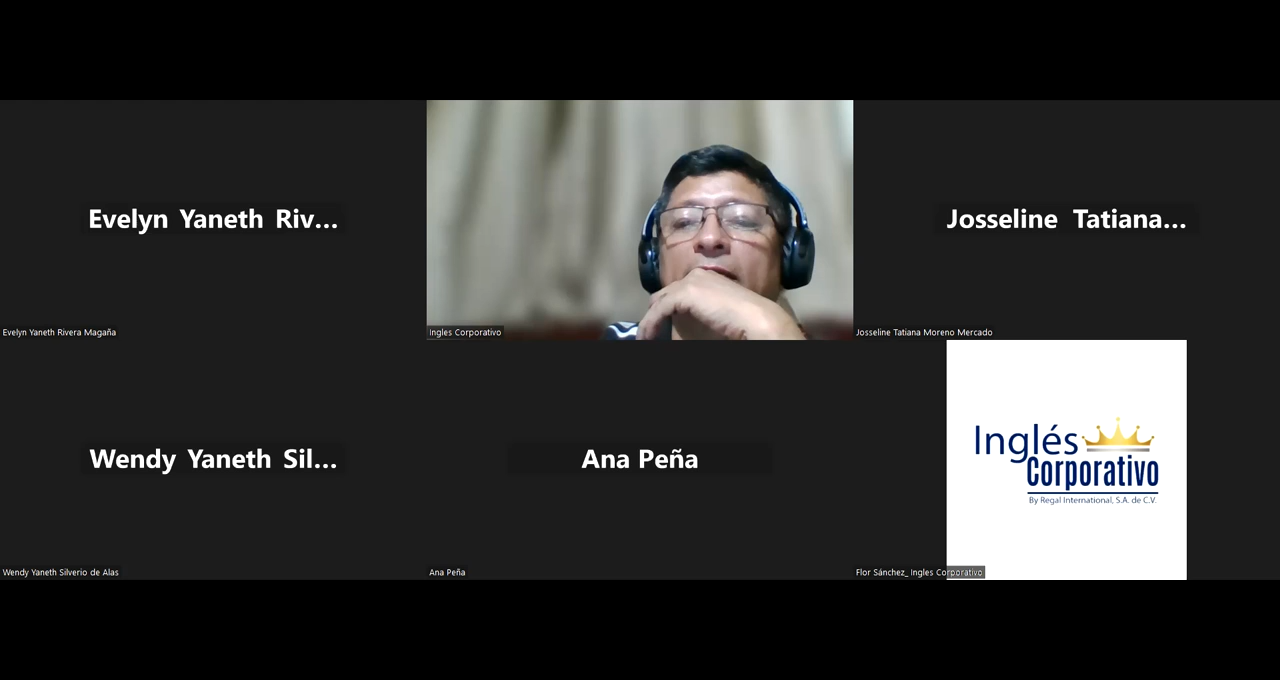 Evelyn Yaneth Riv...
Evelyn Yaneth Rivera Magaña
Ingles Corporativo
Josseline Tatiana...
Josseline Tatiana Moreno Mercado
Wendy Yaneth Sil...
Wendy Yaneth Silverio de Alas
Ana Peña
Ana Peña
Inglés
Corporativo
By Regal International, S.A. de C.V.
Flor Sánchez_ Ingles Corporativo